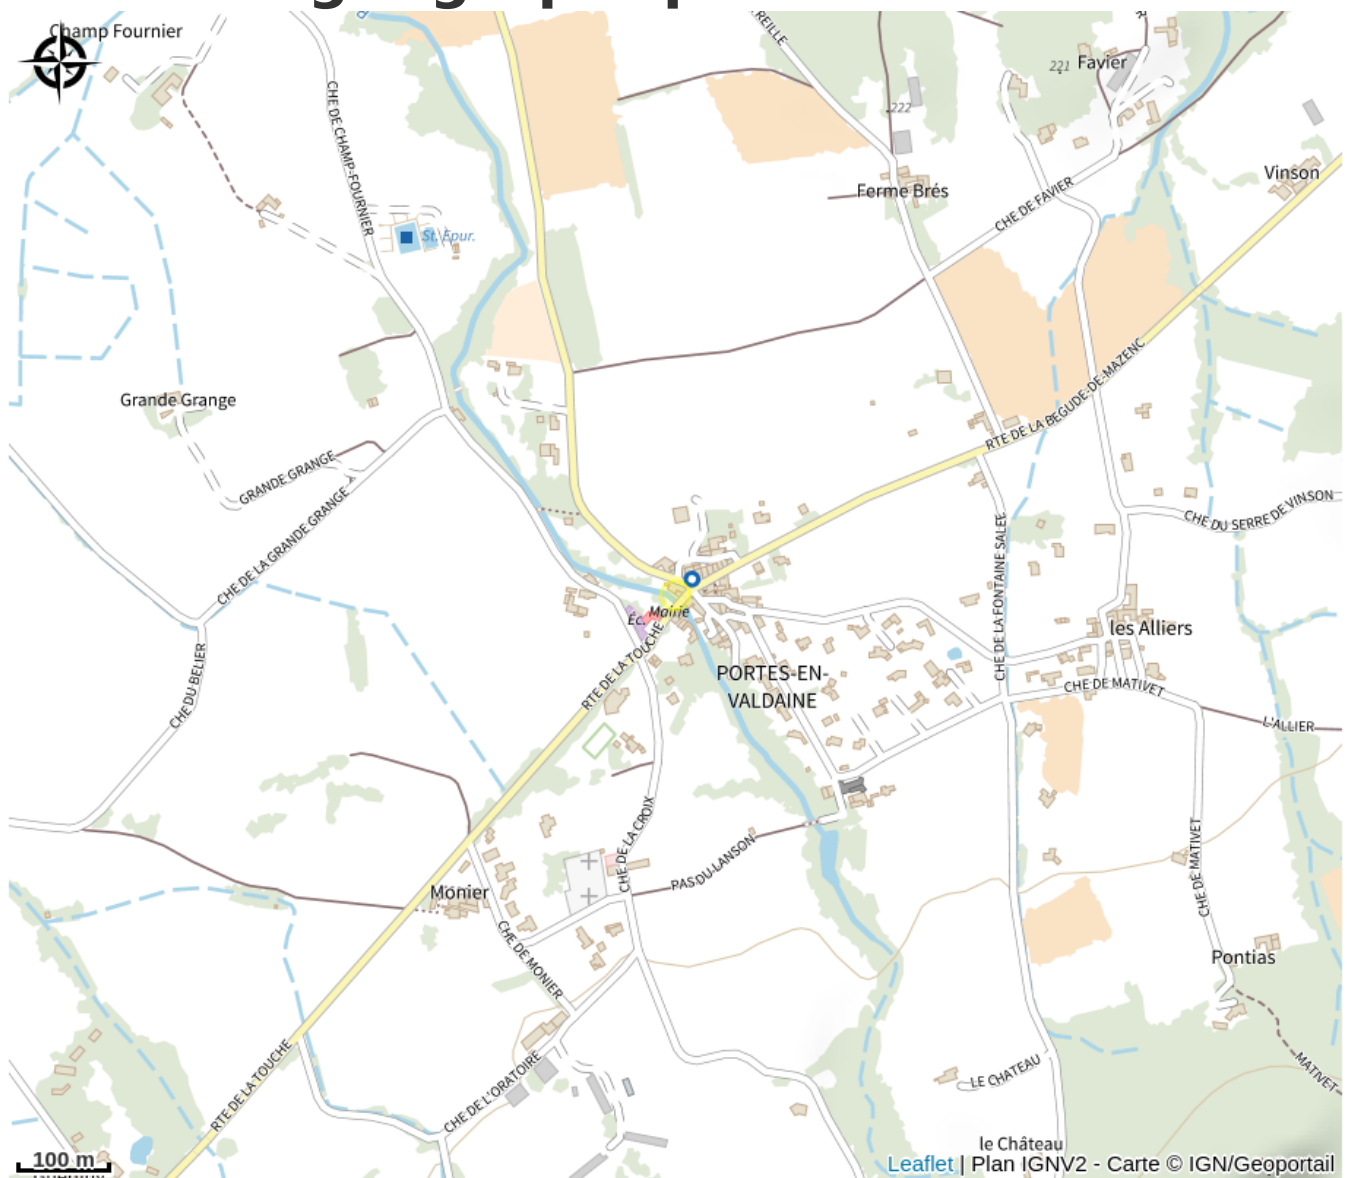 Champ Fournier
REILLE
221 Favier
222
CHE DE CHAMP-FOURNIER
Vinson
Ferme Brés
CHE DE FAVIER
St. Epur.
RTE DE LA BEGUDE-DE-MAZENC
Grande Grange
GRANDE GRANGE
CHE DE LA GRANDE GRANGE
CHE DU SERRE DE VINSON
CHE DE LA FONTAINE SALEE
Mairie
Ec.
les Alliers
RTE DE LA TOUCHE
CHE DU BELIER
PORTES-EN-
VALDAINE
CHE DE MATIVET
L'ALLIER
CHE DE LA CROIX
PAS DU LANSON
CHE DE MATIVET
Monier
CHE DE MONIER
Pontias
RTE DE LA TOUCHE
CHE DE L'ORATOIRE
LE CHATEAU
MATIVET
le Château
100 m
Leaflet | Plan IGNV2 - Carte © IGN/Geoportail